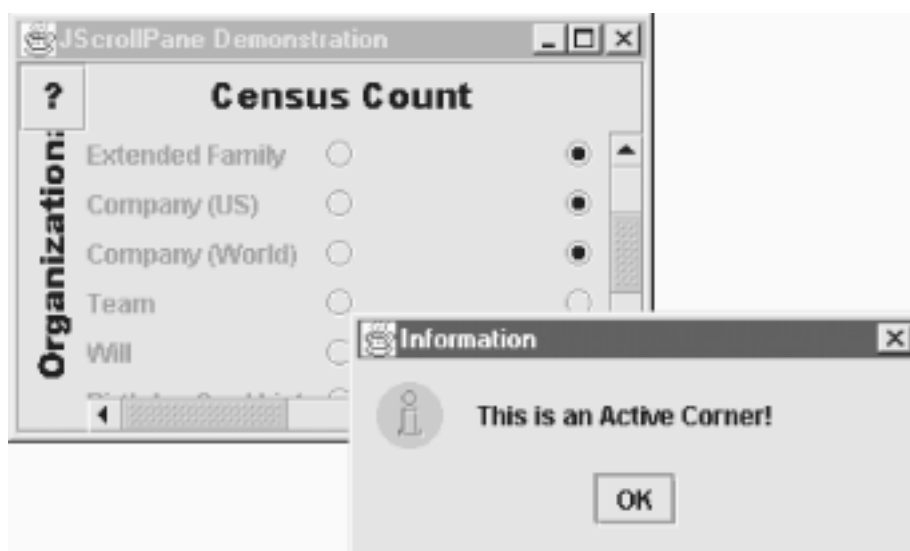 JScrollPane Demonstration
?
Census Count
Organization:
Extended Family
Company (US)
Company (World)
Team
Will
Information
This is an Active Corner!
OK